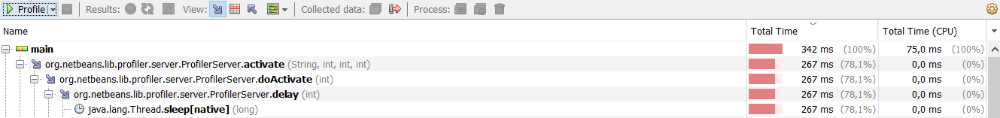 Profile Results: View: Collected data: Process:
Name Total Time Total Time (CPU)
main 342 ms (100%) 75,0 ms (100%)
org.netbeans.lib.profiler.server.ProfilerServer.activate (String, int, int, int) 267 ms (78,1%) 0,0 ms (0%)
org.netbeans.lib.profiler.server.ProfilerServer.doActivate (int) 267 ms (78,1%) 0,0 ms (0%)
org.netbeans.lib.profiler.server.ProfilerServer.delay (int) 267 ms (78,1%) 0,0 ms (0%)
java.lang.Thread.sleep[native] (long) 267 ms (78,1%) 0,0 ms (0%)